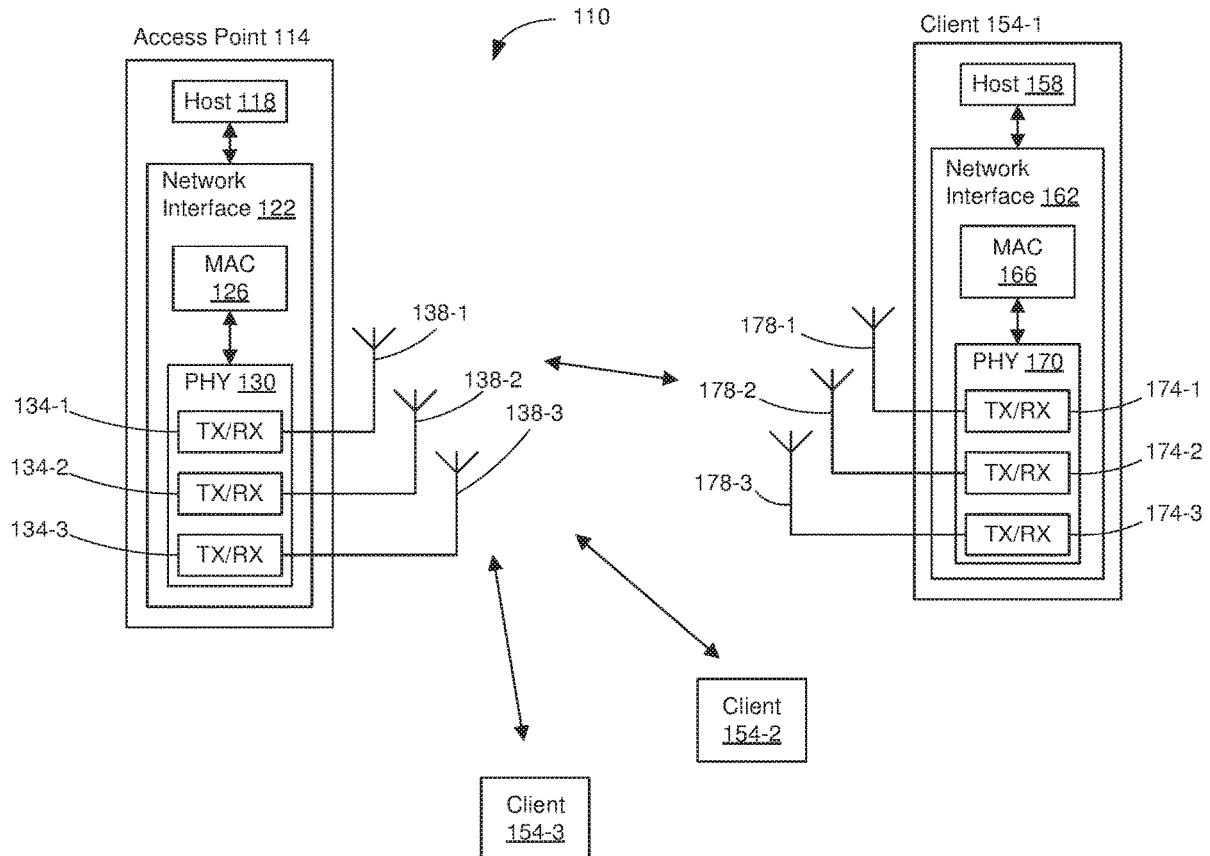 110
Access Point 114
Host 118
Network
Interface 122
MAC
126
PHY 130
TX/RX
TX/RX
TX/RX
134-1
134-2
134-3
138-1
138-2
138-3
Client 154-1
Host 158
Network
Interface 162
MAC
166
PHY 170
TX/RX
TX/RX
TX/RX
178-1
178-2
178-3
174-1
174-2
174-3
Client
154-2
Client
154-3